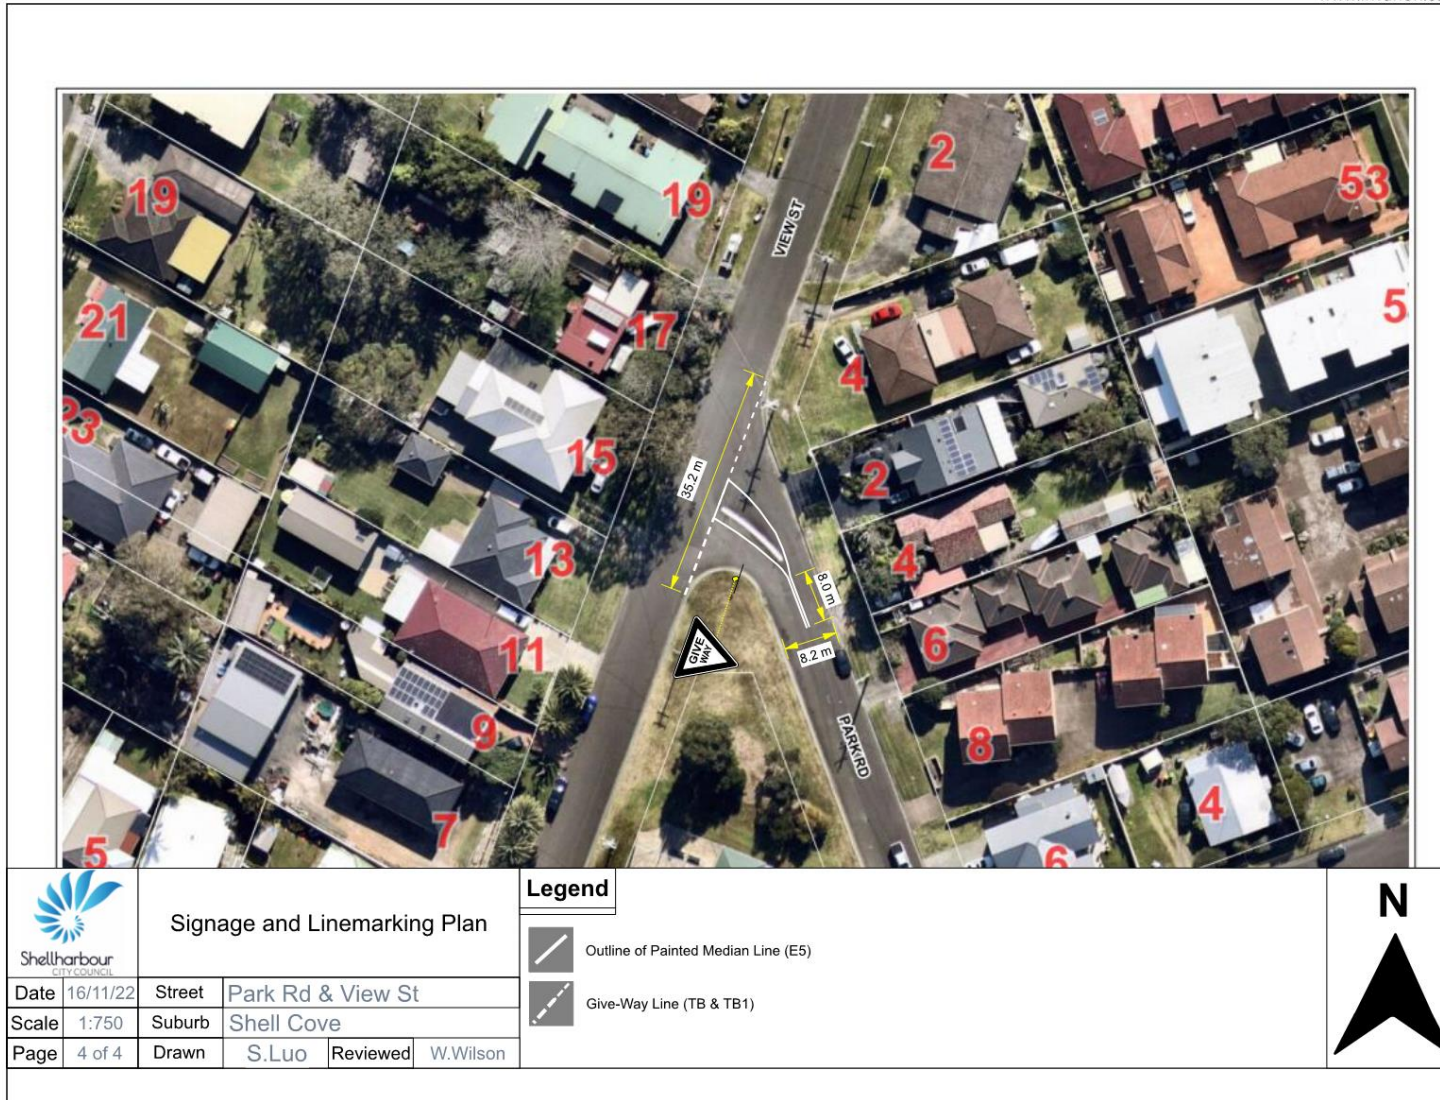 19
19
2
53
VIEW ST
21
17
5
4
23
35.2 m
15
2
13
4
8.0 m
11
GIVE
WAY
8.2 m
6
9
PARK RD
8
7
4
5
6
Shellharbour
CITY COUNCIL
Signage and Linemarking Plan
Date 16/11/22 Street Park Rd & View St
Scale 1:750 Suburb Shell Cove
Page 4 of 4 Drawn S.Luo Reviewed W.Wilson
Legend
Outline of Painted Median Line (E5)
Give-Way Line (TB & TB1)
N